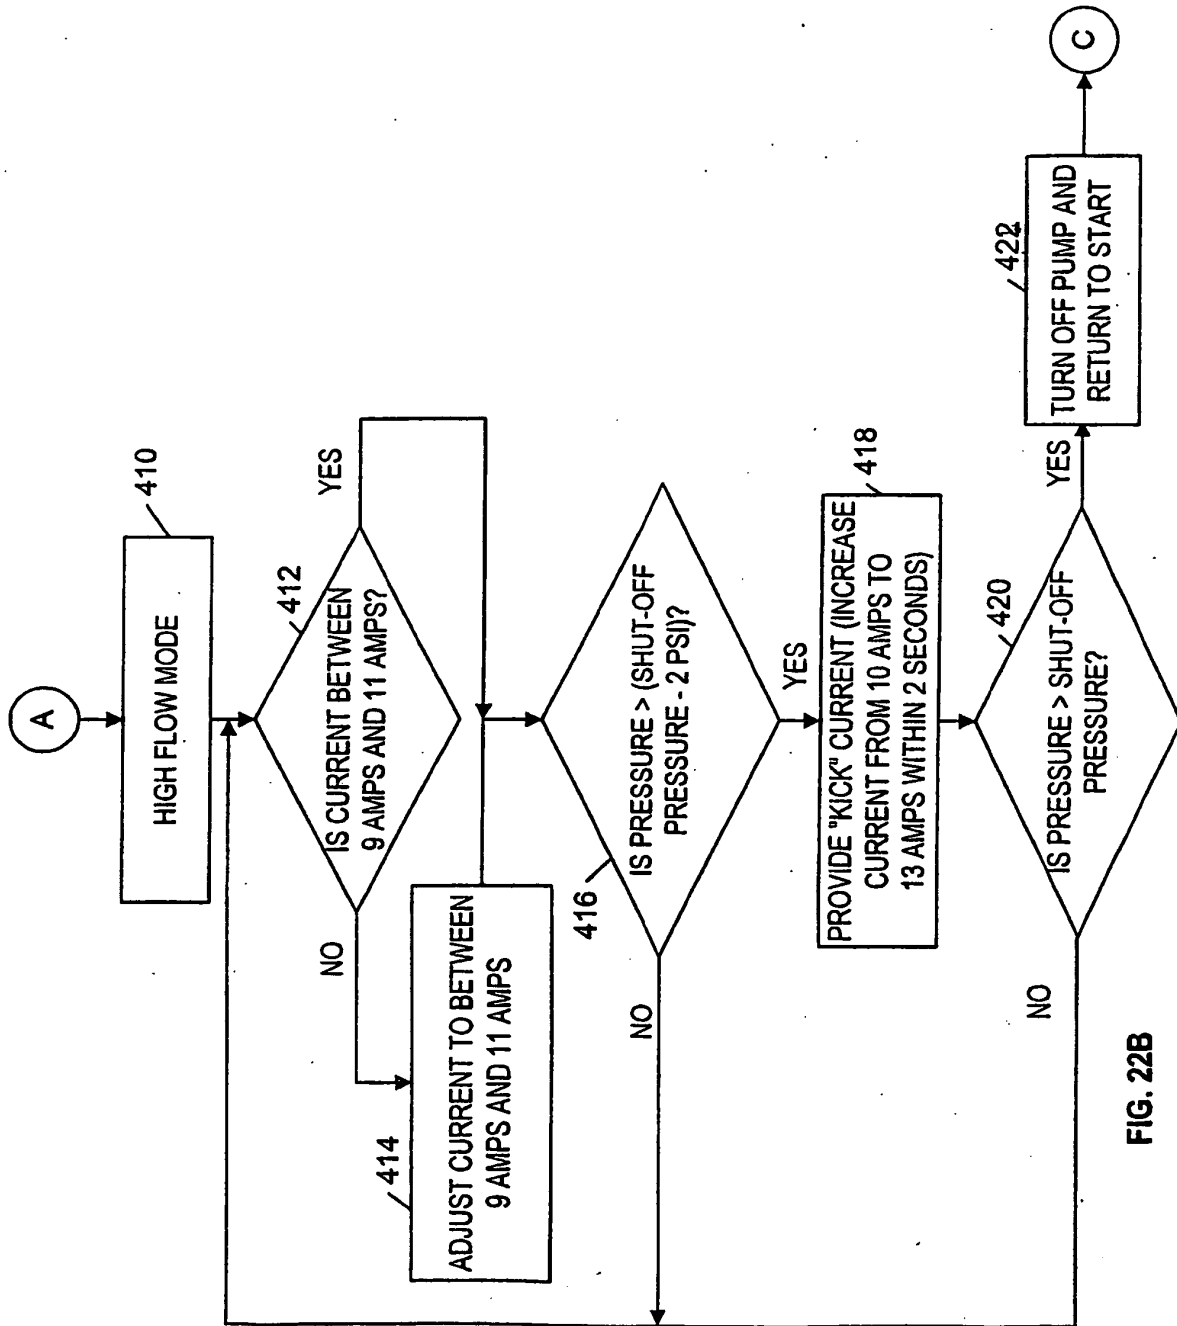 A
HIGH FLOW MODE
410
IS CURRENT BETWEEN
9 AMPS AND 11 AMPS?
412
YES
NO
ADJUST CURRENT TO BETWEEN
9 AMPS AND 11 AMPS
414
IS PRESSURE > (SHUT-OFF
PRESSURE - 2 PSI)?
416
NO
YES
PROVIDE "KICK" CURRENT (INCREASE
CURRENT FROM 10 AMPS TO
13 AMPS WITHIN 2 SECONDS)
418
IS PRESSURE > SHUT-OFF
PRESSURE?
420
NO
YES
TURN OFF PUMP AND
RETURN TO START
422
C
FIG. 22B